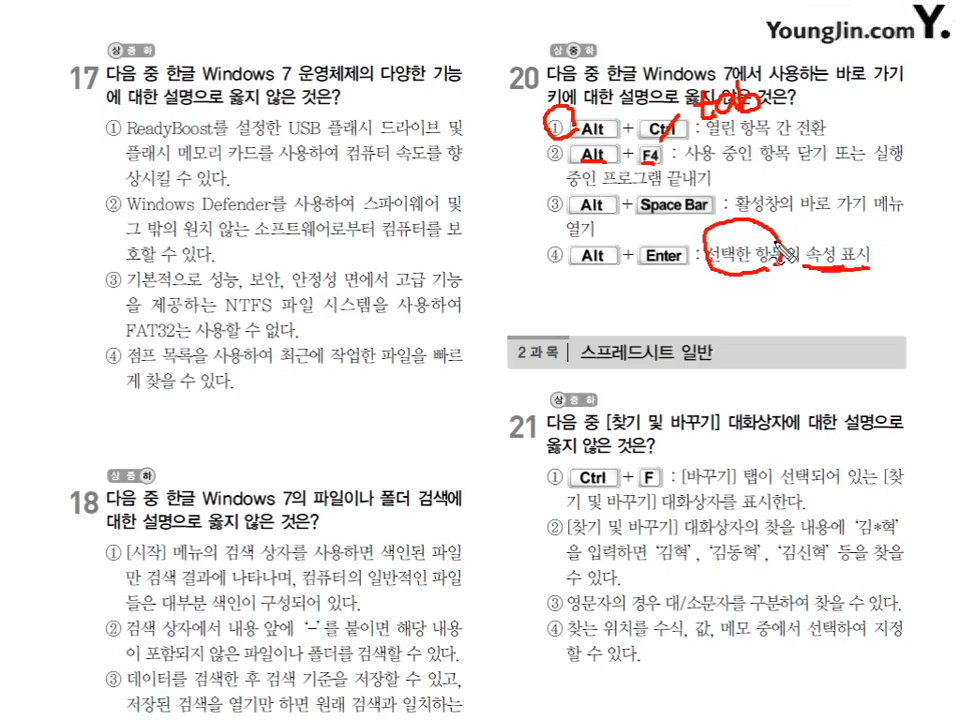 YoungJin.com Y.
상 중 하
17 다음 중 한글 Windows 7 운영체제의 다양한 기능
에 대한 설명으로 옳지 않은 것은?
① ReadyBoost를 설정한 USB 플래시 드라이브 및
플래시 메모리 카드를 사용하여 컴퓨터 속도를 향
상시킬 수 있다.
② Windows Defender를 사용하여 스파이웨어 및
그 밖의 원치 않는 소프트웨어로부터 컴퓨터를 보
호할 수 있다.
③ 기본적으로 성능, 보안, 안정성 면에서 고급 기능
을 제공하는 NTFS 파일 시스템을 사용하여
FAT32는 사용할 수 없다.
④ 점프 목록을 사용하여 최근에 작업한 파일을 빠르
게 찾을 수 있다.
상 중 하
18 다음 중 한글 Windows 7의 파일이나 폴더 검색에
대한 설명으로 옳지 않은 것은?
① [시작] 메뉴의 검색 상자를 사용하면 색인된 파일
만 검색 결과에 나타나며, 컴퓨터의 일반적인 파일
들은 대부분 색인이 구성되어 있다.
② 검색 상자에서 내용 앞에 ‘-’를 붙이면 해당 내용
이 포함되지 않은 파일이나 폴더를 검색할 수 있다.
③ 데이터를 검색한 후 검색 기준을 저장할 수 있고,
저장된 검색을 열기만 하면 원래 검색과 일치하는
상 중 하
20 다음 중 한글 Windows 7에서 사용하는 바로 가기
키에 대한 설명으로 옳지 않은 것은?
tab
① Alt + Ctrl : 열린 항목 간 전환
② Alt + F4 : 사용 중인 항목 닫기 또는 실행
중인 프로그램 끝내기
③ Alt + Space Bar : 활성창의 바로 가기 메뉴
열기
④ Alt + Enter : 선택한 항목의 속성 표시
2과목 스프레드시트 일반
상 중 하
21 다음 중 [찾기 및 바꾸기] 대화상자에 대한 설명으로
옳지 않은 것은?
① Ctrl + F : [바꾸기] 탭이 선택되어 있는 [찾
기 및 바꾸기] 대화상자를 표시한다.
② [찾기 및 바꾸기] 대화상자의 찾을 내용에 ‘김*혁’
을 입력하면 ‘김혁’, ‘김동혁’, ‘김신혁’ 등을 찾을
수 있다.
③ 영문자의 경우 대/소문자를 구분하여 찾을 수 있다.
④ 찾는 위치를 수식, 값, 메모 중에서 선택하여 지정
할 수 있다.